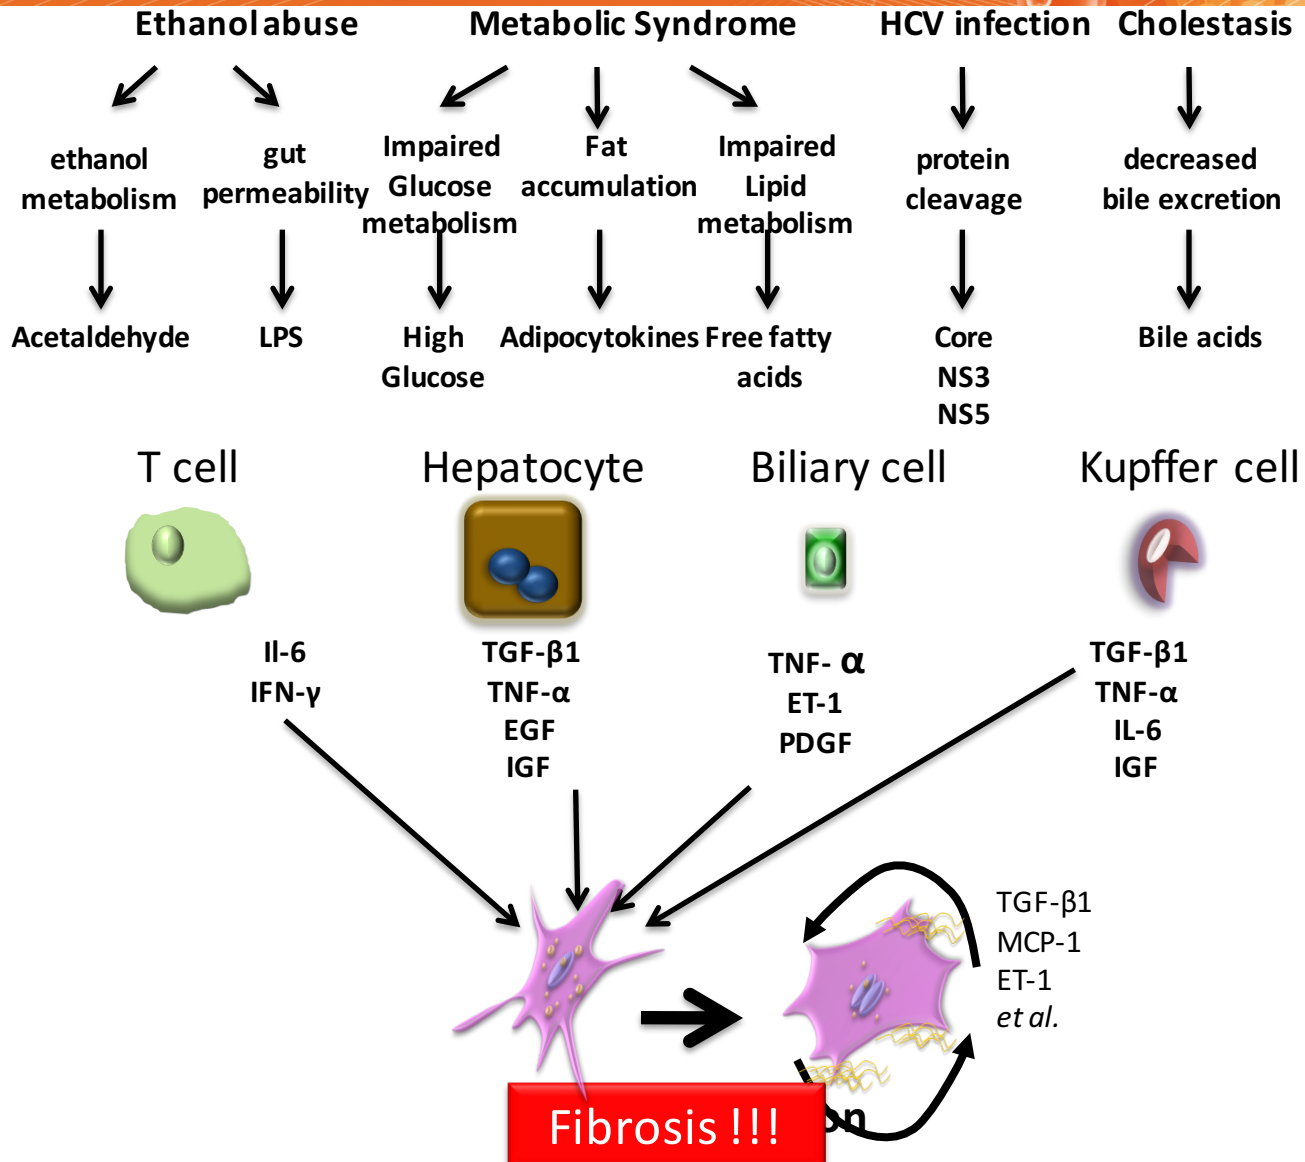 Ethanol abuse
Metabolic Syndrome
HCV infection
Cholestasis
ethanol
metabolism
gut
permeability
Impaired
Glucose
metabolism
Fat
accumulation
Impaired
Lipid
metabolism
protein
cleavage
decreased
bile excretion
Acetaldehyde
LPS
High
Glucose
Adipocytokines
Free fatty
acids
Core
NS3
NS5
Bile acids
T cell
Hepatocyte
Biliary cell
Kupffer cell
Il-6
IFN-γ
TGF-β1
TNF-α
EGF
IGF
TNF- α
ET-1
PDGF
TGF-β1
TNF-α
IL-6
IGF
TGF-β1
MCP-1
ET-1
et al.
Fibrosis !!!